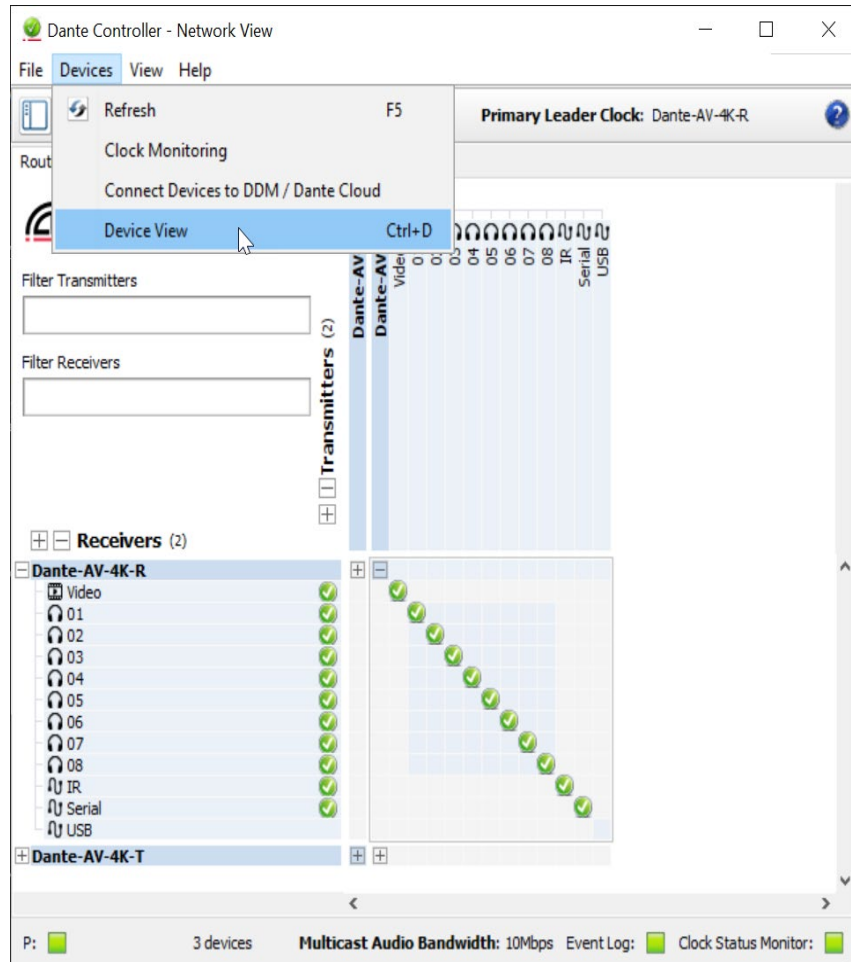 Dante Controller - Network View
File Devices View Help
Refresh F5
Clock Monitoring
Connect Devices to DDM / Dante Cloud
Device View Ctrl+D
Primary Leader Clock: Dante-AV-4K-R
?
Rout
Filter Transmitters
Filter Receivers
Transmitters (2)
Dante-AV
Dante-AV
Video
0
0
03
04
05
06
07
08
IR
Serial
USB
Receivers (2)
Dante-AV-4K-R
Video
01
02
03
04
05
06
07
08
IR
Serial
USB
Dante-AV-4K-T
P: 3 devices Multicast Audio Bandwidth: 10Mbps Event Log: Clock Status Monitor: